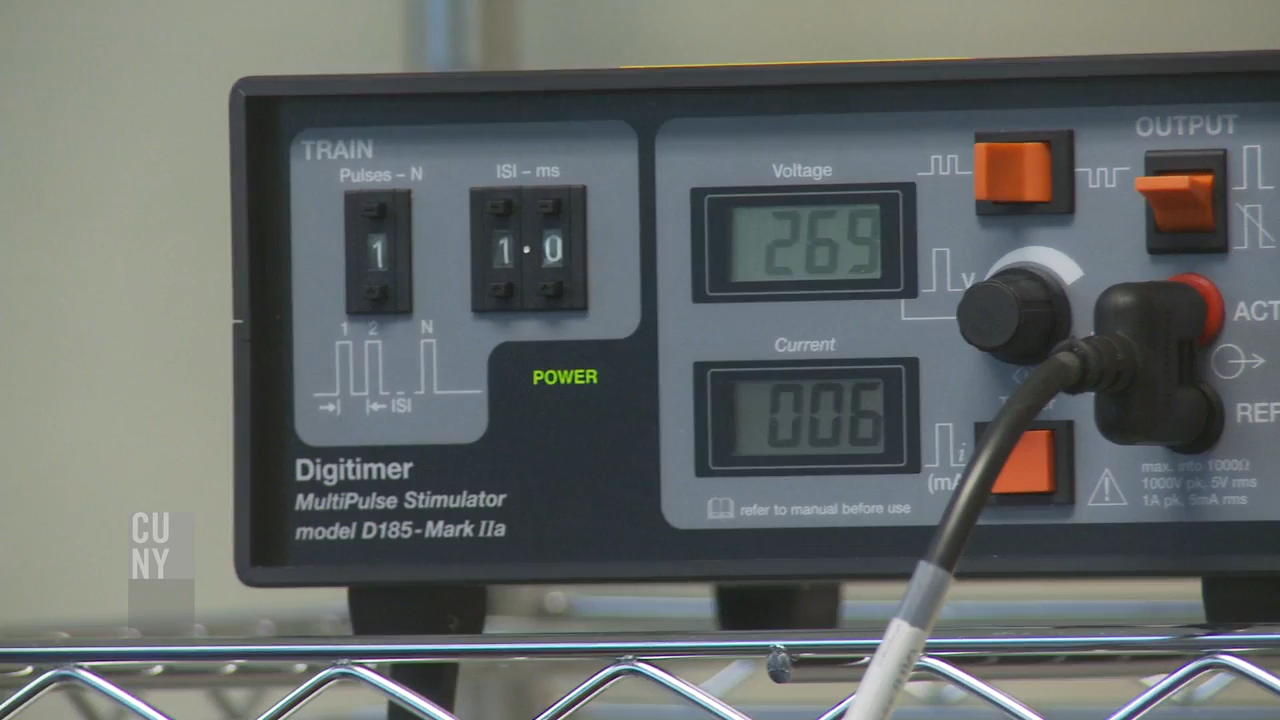 TRAIN
Pulses - N
ISI - ms
1
1.0
1 2 N
ISI
POWER
Digitimer
MultiPulse Stimulator
model D185-Mark IIa
Voltage
269
V
Current
006
i
(mA
refer to manual before use
OUTPUT
ACT
REF
max. into 1000Ω
1000V pk, 5V rms
1A pk, 5mA rms
CU
NY